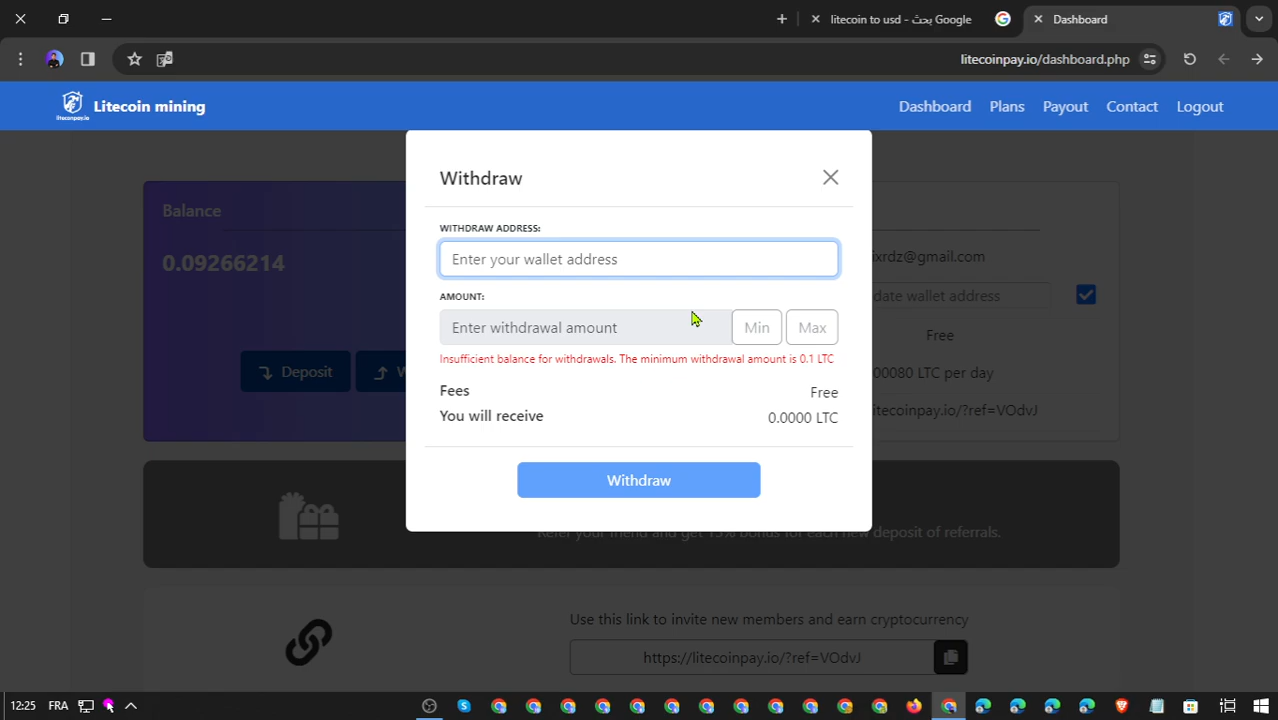 litecoin to usd - بحث Google
Dashboard
litecoinpay.io/dashboard.php
Litecoin mining
Dashboard
Plans
Payout
Contact
Logout
Balance
0.09266214
Deposit
Withdraw
WITHDRAW ADDRESS:
Enter your wallet address
AMOUNT:
Enter withdrawal amount
Min
Max
Insufficient balance for withdrawals. The minimum withdrawal amount is 0.1 LTC
Fees
Free
You will receive
0.0000 LTC
Withdraw
ixrdz@gmail.com
date wallet address
Free
00080 LTC per day
itecoinpay.io/?ref=VOdvJ
Refer your friend and get 15% bonus for each new deposit of referrals.
Use this link to invite new members and earn cryptocurrency
https://litecoinpay.io/?ref=VOdvJ
12:25
FRA